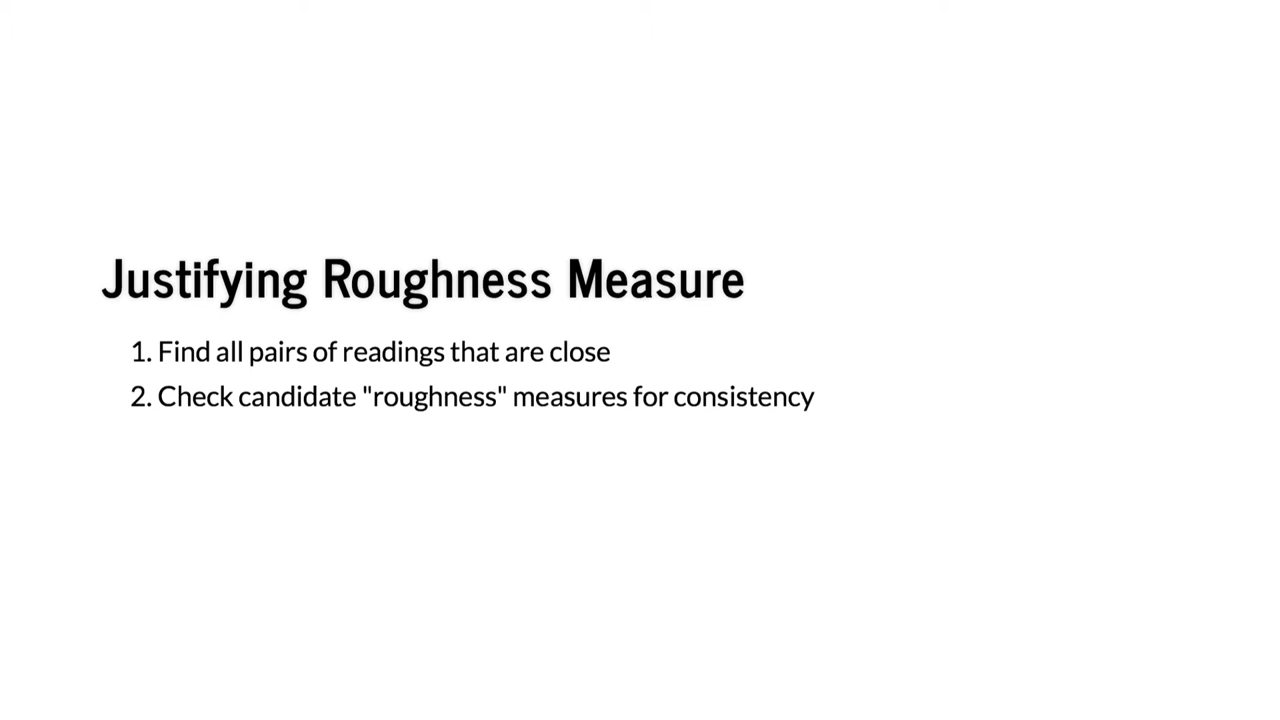 Justifying Roughness Measure
1. Find all pairs of readings that are close
2. Check candidate "roughness" measures for consistency